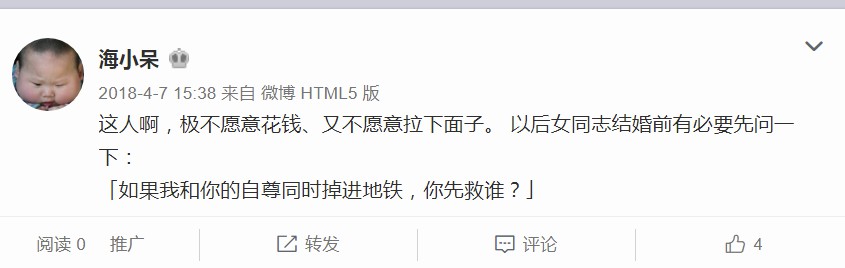 海小呆
2018-4-7 15:38 来自 微博 HTML5 版
这人啊，极不愿意花钱、又不愿意拉下面子。 以后女同志结婚前有必要先问一
下：
「如果我和你的自尊同时掉进地铁，你先救谁？」
阅读 0 推广 转发 评论 4